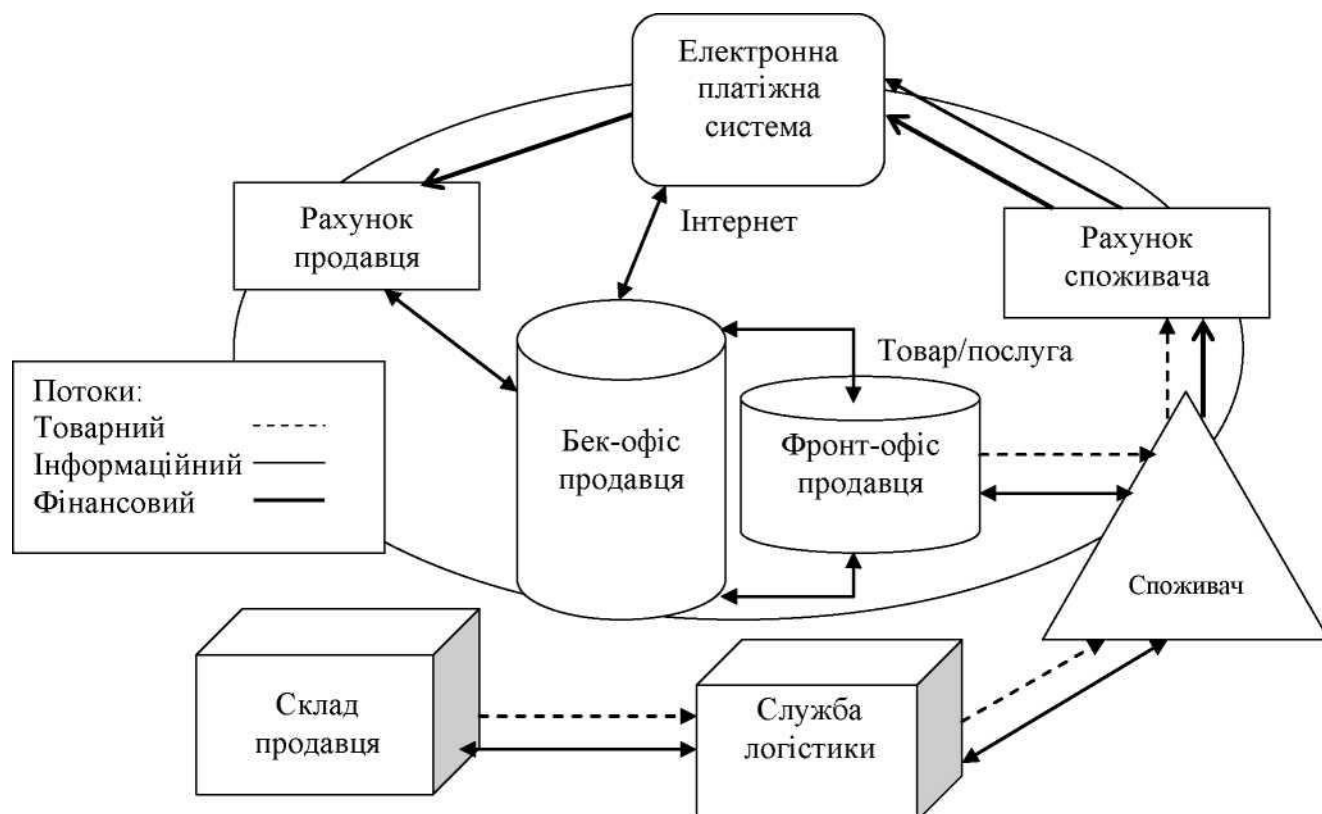 Електронна
платіжна
система
Рахунок
продавця
Інтернет
Рахунок
споживача
Товар/послуга
Потоки:
Товарний
Інформаційний
Фінансовий
Бек-офіс
продавця
Фронт-офіс
продавця
Споживач
Склад
продавця
Служба
логістики